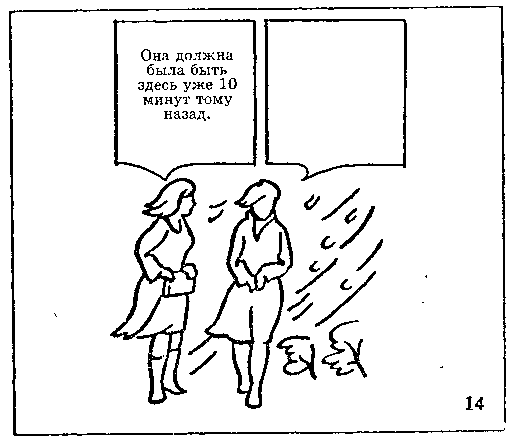 Она должна
была быть
здесь уже 10
минут тому
назад.
14